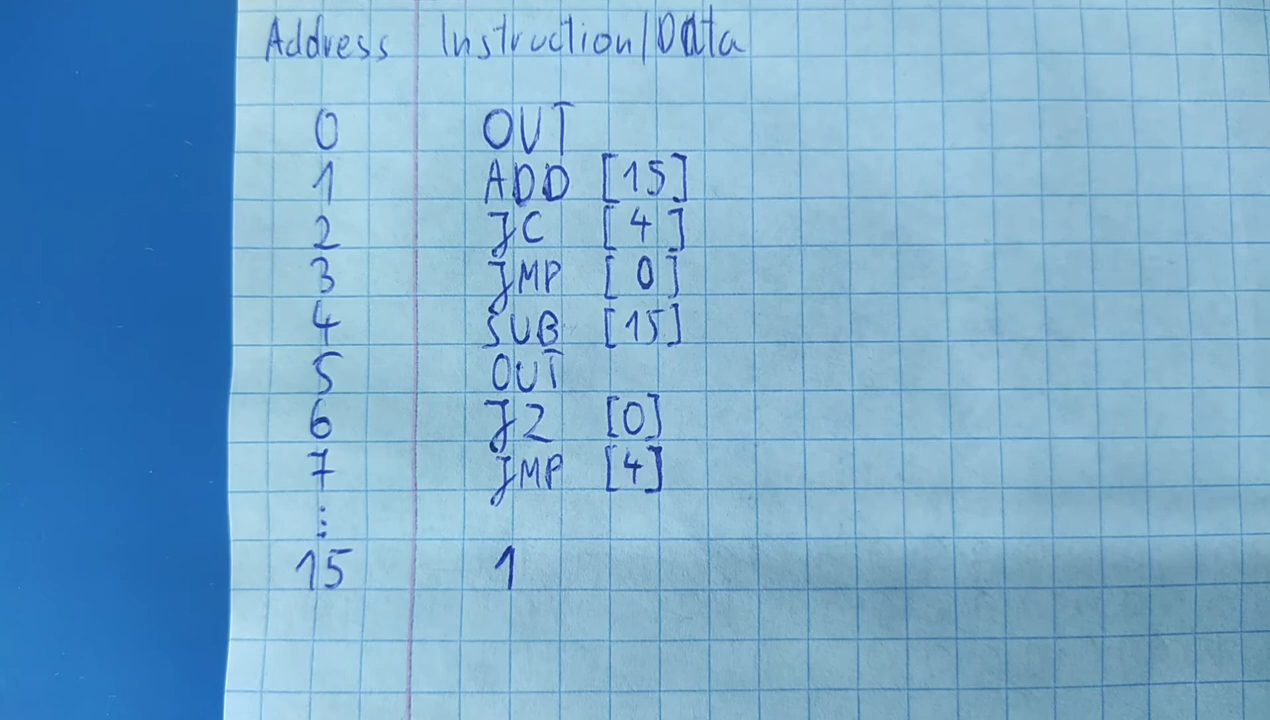 Address Instruction/Data
0 OUT
1 ADD [15]
2 JC [4]
3 JMP [0]
4 SUB [15]
5 OUT
6 JZ [0]
7 JMP [4]
⋮
15 1